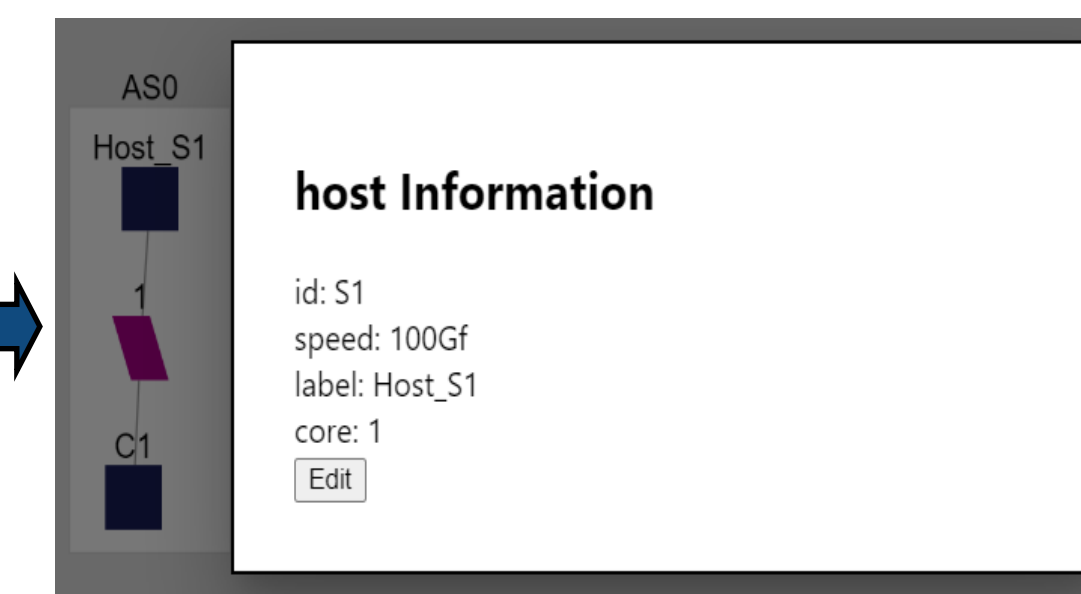 AS0
Host_S1
1
C1
host Information
id: S1
speed: 100Gf
label: Host_S1
core: 1
Edit